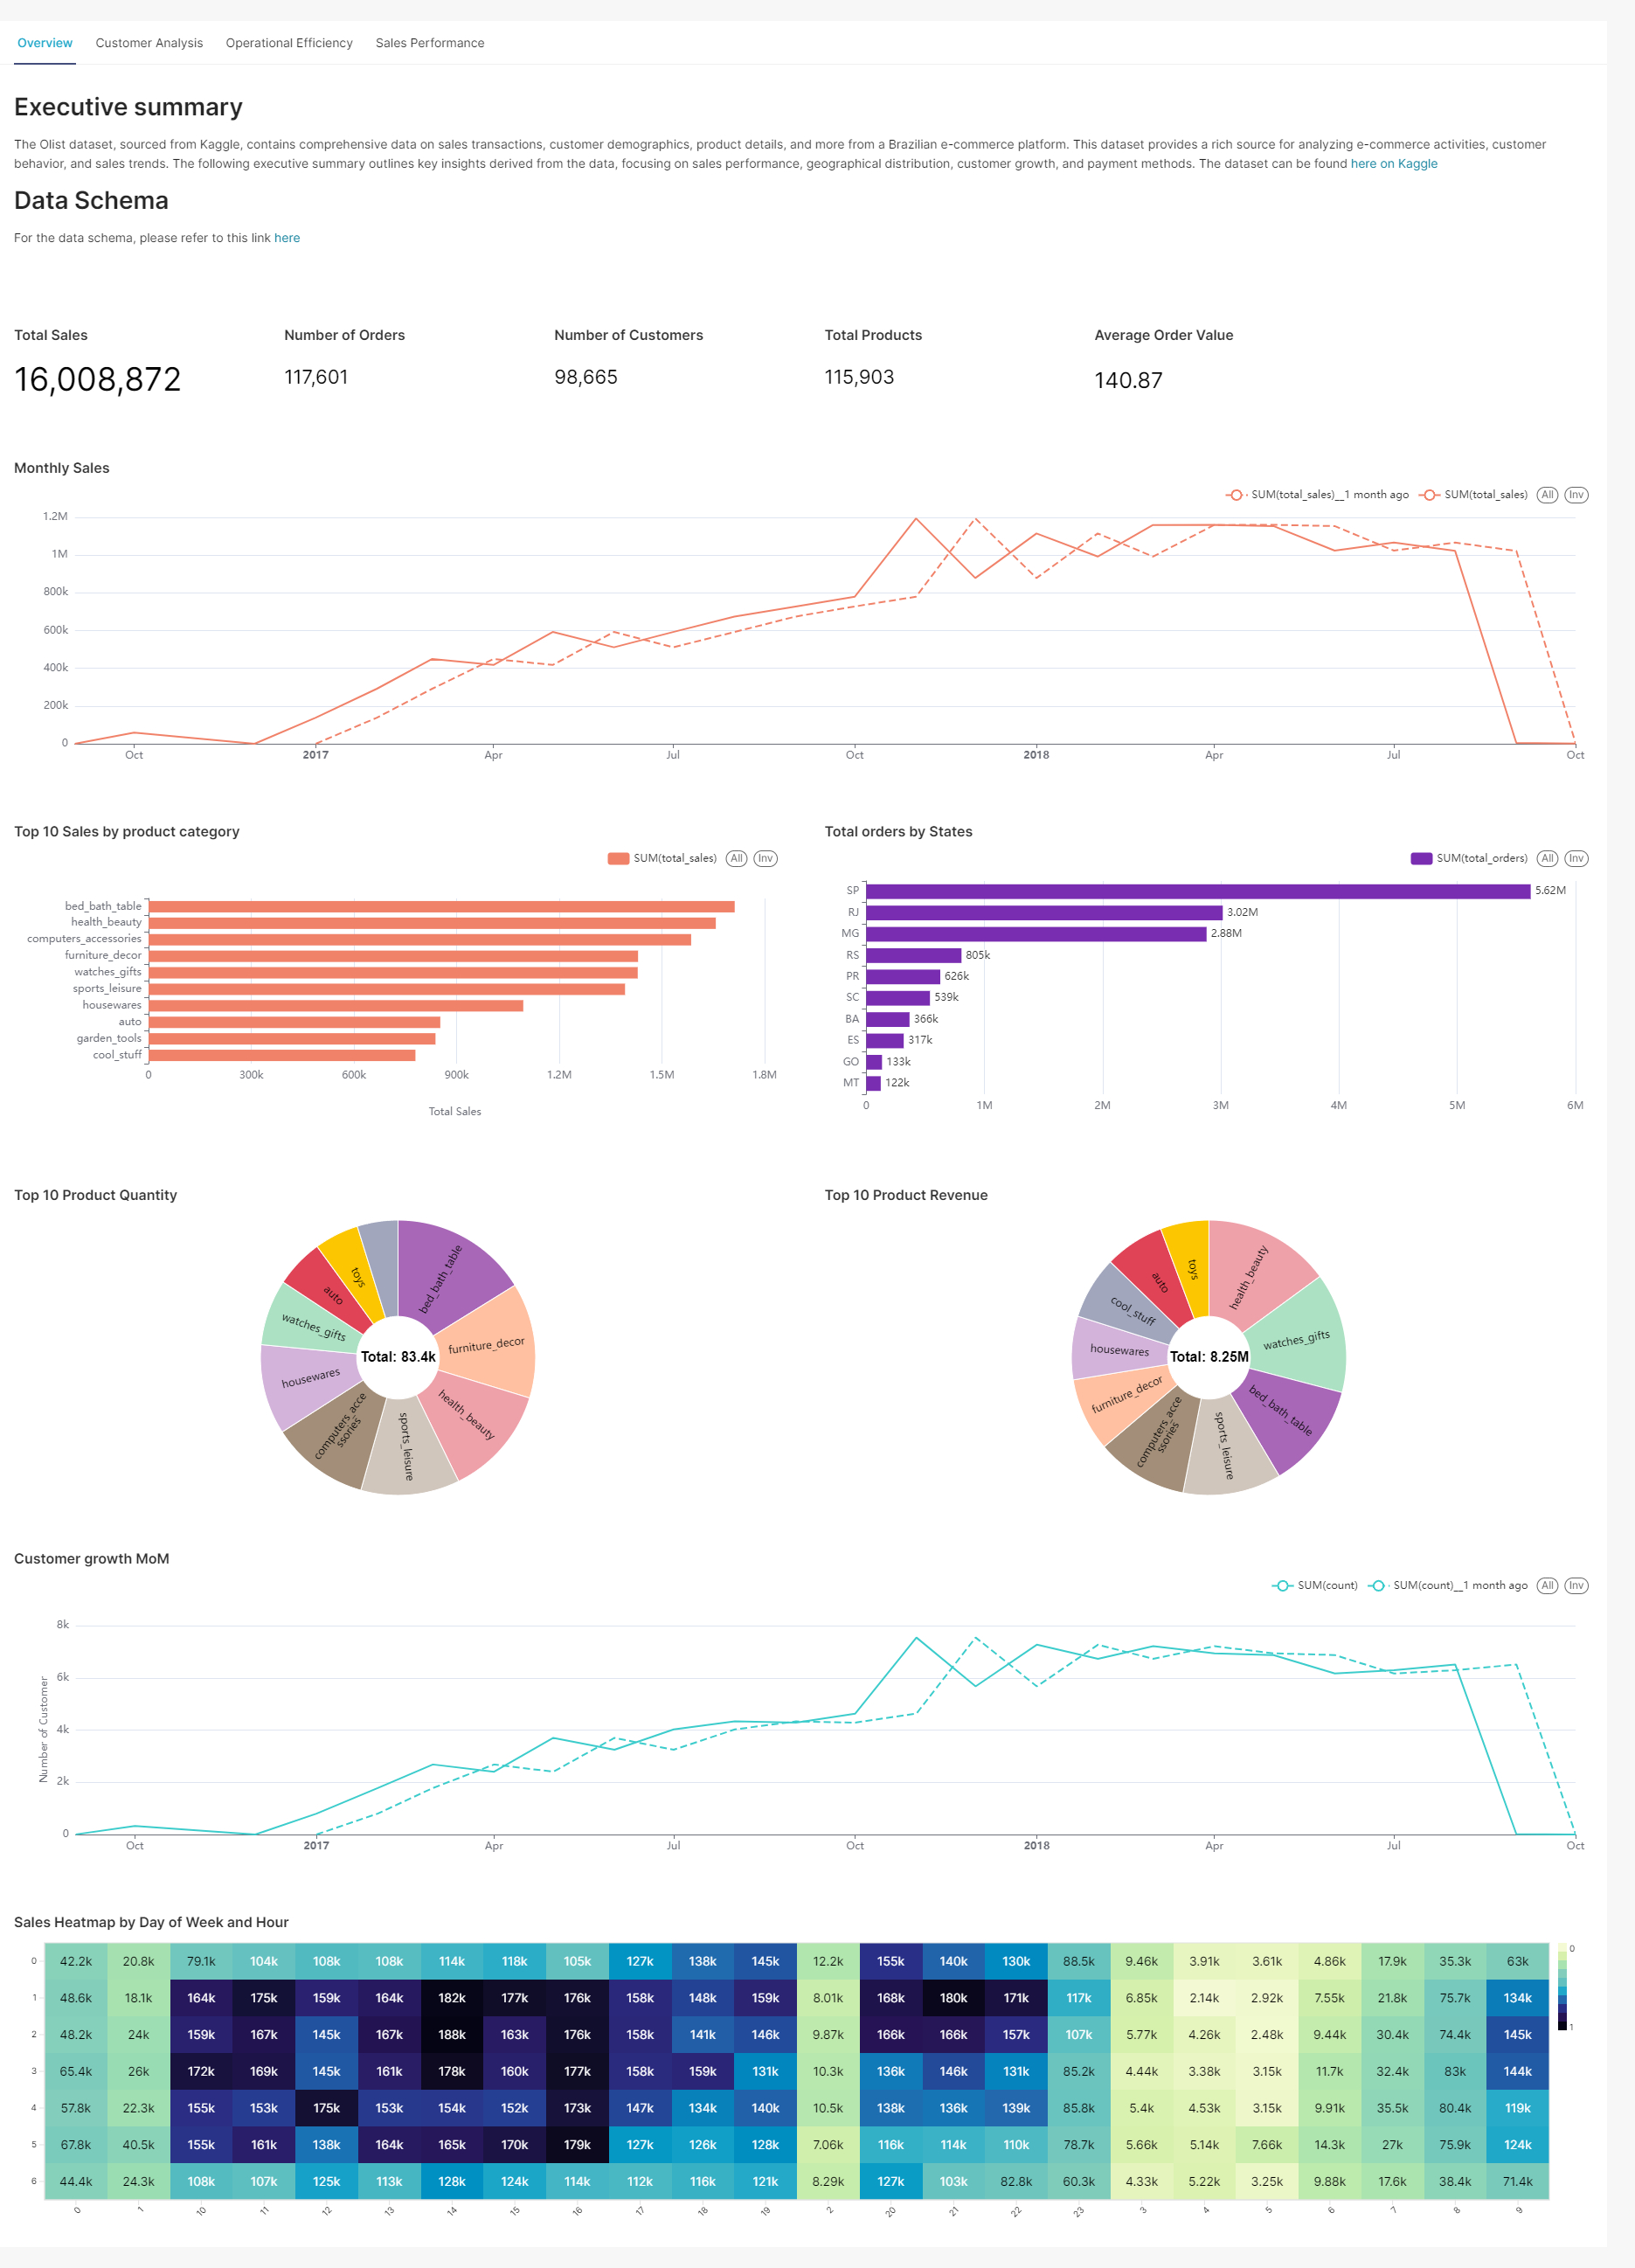 Overview Customer Analysis Operational Efficiency Sales Performance
Executive summary
The Olist dataset, sourced from Kaggle, contains comprehensive data on sales transactions, customer demographics, product details, and more from a Brazilian e-commerce platform. This dataset provides a rich source for analyzing e-commerce activities, customer
behavior, and sales trends. The following executive summary outlines key insights derived from the data, focusing on sales performance, geographical distribution, customer growth, and payment methods. The dataset can be found here on Kaggle
Data Schema
For the data schema, please refer to this link here
Total Sales Number of Orders Number of Customers Total Products Average Order Value
16,008,872 117,601 98,665 115,903 140.87
Monthly Sales
SUM(total_sales)__1 month ago SUM(total_sales) All Inv
1.2M
1M
800k
600k
400k
200k
0
Oct 2017 Apr Jul Oct 2018 Apr Jul Oct
Top 10 Sales by product category
SUM(total_sales) All Inv
bed_bath_table
health_beauty
computers_accessories
furniture_decor
watches_gifts
sports_leisure
housewares
auto
garden_tools
cool_stuff
0 300k 600k 900k 1.2M 1.5M 1.8M
Total Sales
Total orders by States
SUM(total_orders) All Inv
SP 5.62M
RJ 3.02M
MG 2.88M
RS 805k
PR 626k
SC 539k
BA 366k
ES 317k
GO 133k
MT 122k
0 1M 2M 3M 4M 5M 6M
Top 10 Product Quantity
bed_bath_table
furniture_decor
health_beauty
sports_leisure
computers_acce
ssories
housewares
watches_gifts
auto
toys
Total: 83.4k
Top 10 Product Revenue
health_beauty
watches_gifts
bed_bath_table
sports_leisure
computers_acce
ssories
furniture_decor
housewares
cool_stuff
auto
toys
Total: 8.25M
Customer growth MoM
SUM(count) SUM(count)__1 month ago All Inv
Number of Customer
8k
6k
4k
2k
0
Oct 2017 Apr Jul Oct 2018 Apr Jul Oct
Sales Heatmap by Day of Week and Hour
0 42.2k 20.8k 79.1k 104k 108k 108k 114k 118k 105k 127k 138k 145k 12.2k 155k 140k 130k 88.5k 9.46k 3.91k 3.61k 4.86k 17.9k 35.3k 63k
1 48.6k 18.1k 164k 175k 159k 164k 182k 177k 176k 158k 148k 159k 8.01k 168k 180k 171k 117k 6.85k 2.14k 2.92k 7.55k 21.8k 75.7k 134k
2 48.2k 24k 159k 167k 145k 167k 188k 163k 176k 158k 141k 146k 9.87k 166k 166k 157k 107k 5.77k 4.26k 2.48k 9.44k 30.4k 74.4k 145k
3 65.4k 26k 172k 169k 145k 161k 178k 160k 177k 158k 159k 131k 10.3k 136k 146k 131k 85.2k 4.44k 3.38k 3.15k 11.7k 32.4k 83k 144k
4 57.8k 22.3k 155k 153k 175k 153k 154k 152k 173k 147k 134k 140k 10.5k 138k 136k 139k 85.8k 5.4k 4.53k 3.15k 9.91k 35.5k 80.4k 119k
5 67.8k 40.5k 155k 161k 138k 164k 165k 170k 179k 127k 126k 128k 7.06k 116k 114k 110k 78.7k 5.66k 5.14k 7.66k 14.3k 27k 75.9k 124k
6 44.4k 24.3k 108k 107k 125k 113k 128k 124k 114k 112k 116k 121k 8.29k 127k 103k 82.8k 60.3k 4.33k 5.22k 3.25k 9.88k 17.6k 38.4k 71.4k
0 1 10 11 12 13 14 15 16 17 18 19 2 20 21 22 23 3 4 5 6 7 8 9
0
1